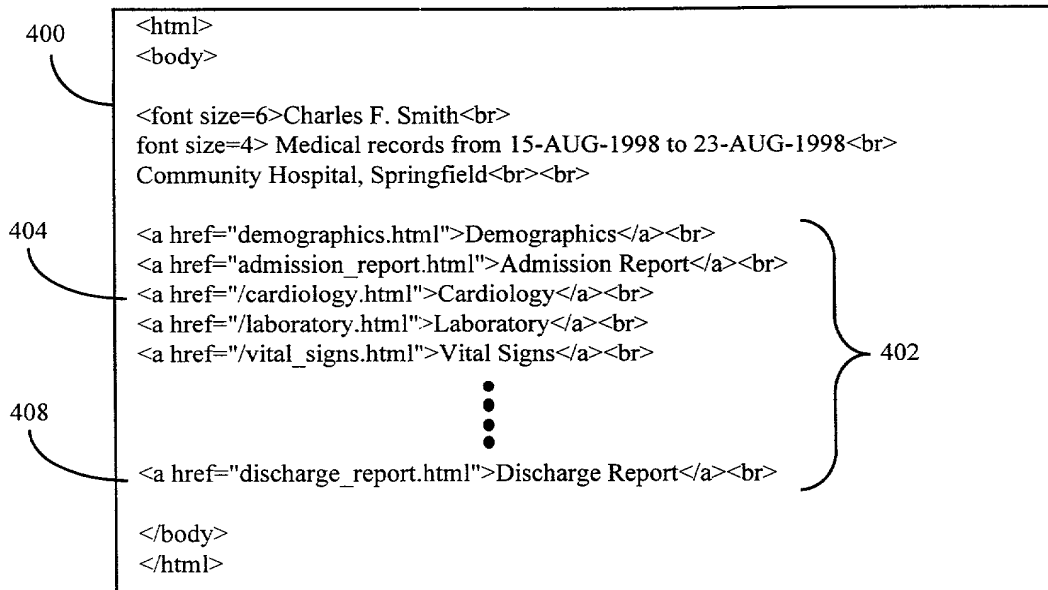 400
<html>
<body>
<font size=6>Charles F. Smith<br>
font size=4> Medical records from 15-AUG-1998 to 23-AUG-1998<br>
Community Hospital, Springfield<br><br>
404
<a href="demographics.html">Demographics</a><br>
<a href="admission_report.html">Admission Report</a><br>
<a href="/cardiology.html">Cardiology</a><br>
<a href="/laboratory.html">Laboratory</a><br>
<a href="/vital_signs.html">Vital Signs</a><br>
402
408
<a href="discharge_report.html">Discharge Report</a><br>
</body>
</html>